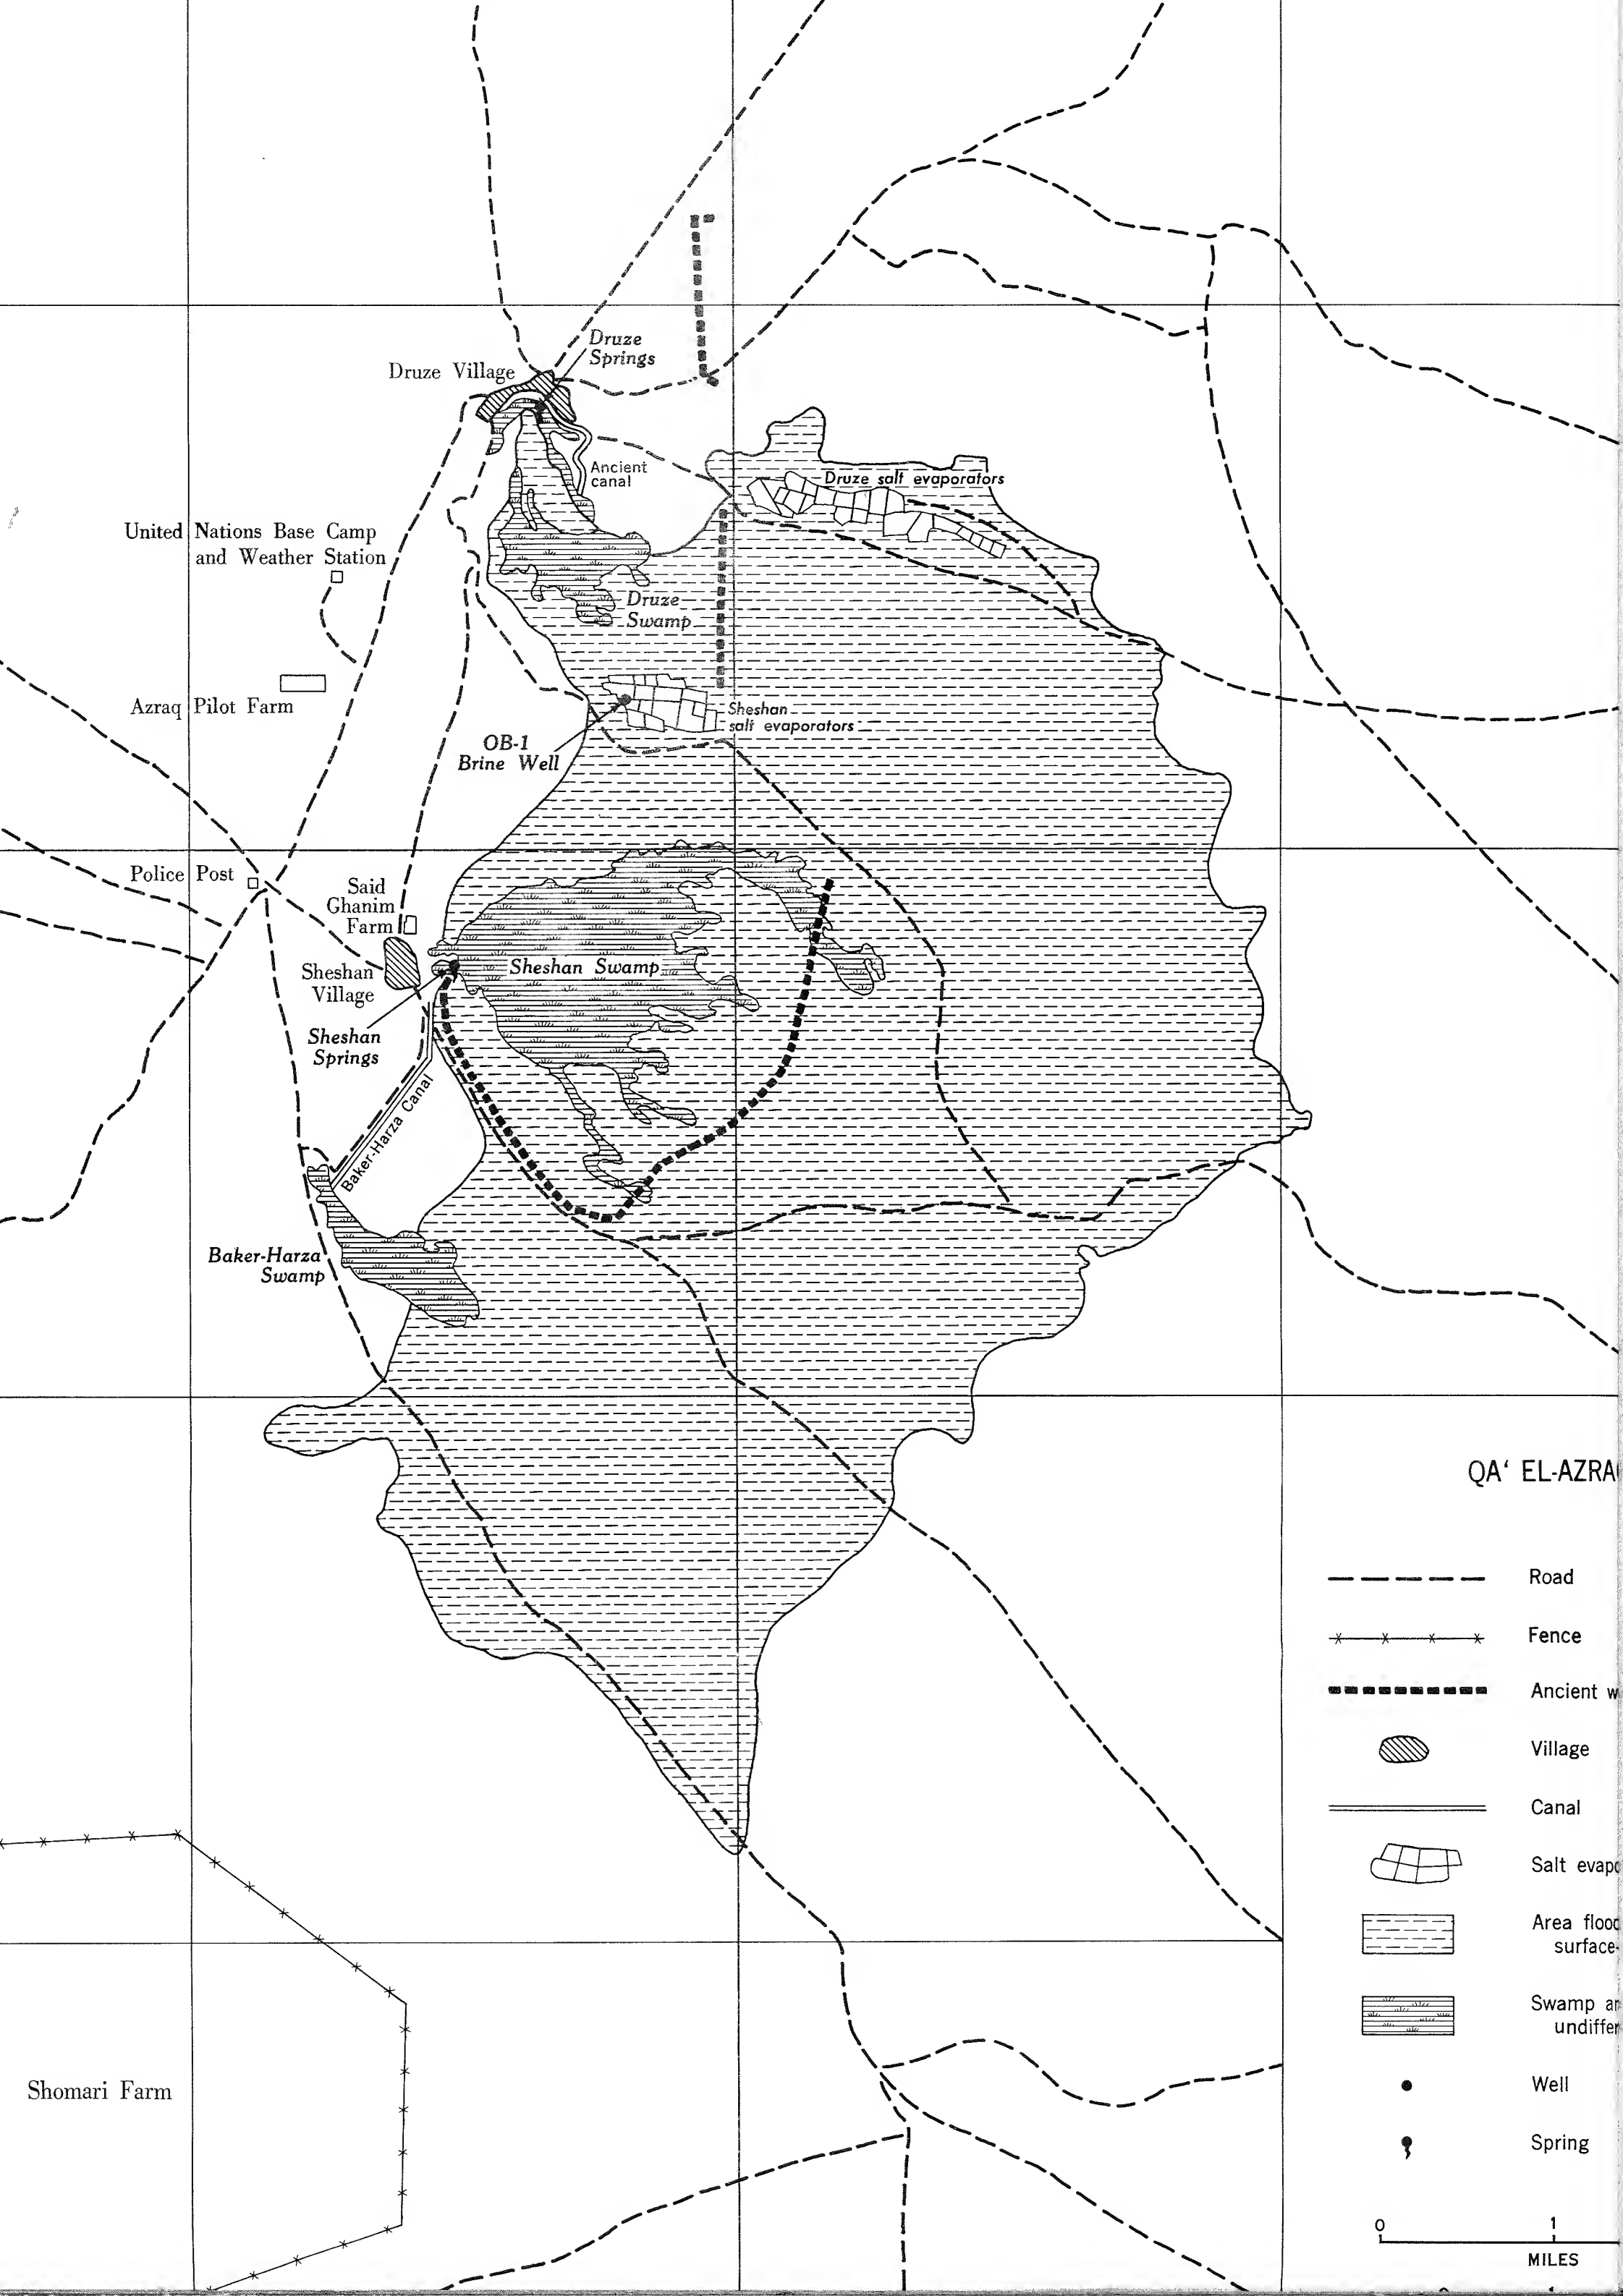 Druze
Springs
Druze Village
Ancient
canal
Druze salt evaporators
United Nations Base Camp
and Weather Station
Druze
Swamp
Azraq Pilot Farm
Sheshan
salt evaporators
OB-1
Brine Well
Police Post
Said
Ghanim
Farm
Sheshan Swamp
Sheshan
Village
Sheshan
Springs
Baker-Harza Canal
Baker-Harza
Swamp
QA' EL-AZRA
Road
Fence
Ancient w
Village
Canal
Salt evapo
Area flood
surface-
Swamp ar
undiffer
Well
Shomari Farm
Spring
0 1
MILES